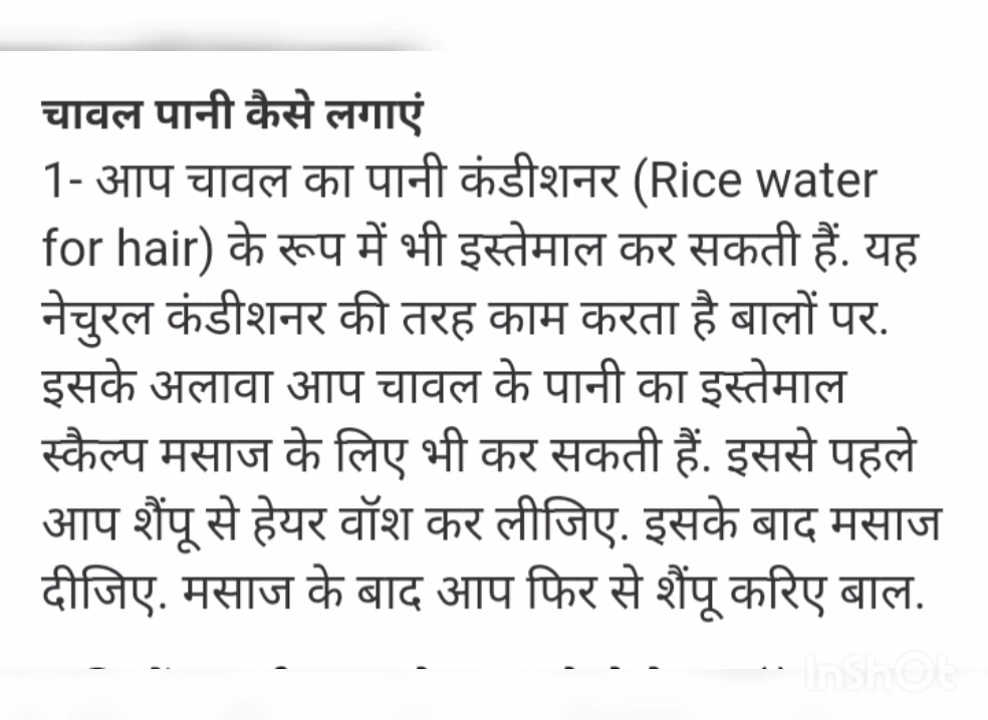 चावल पानी कैसे लगाएं
1- आप चावल का पानी कंडीशनर (Rice water
for hair) के रूप में भी इस्तेमाल कर सकती हैं. यह
नेचुरल कंडीशनर की तरह काम करता है बालों पर.
इसके अलावा आप चावल के पानी का इस्तेमाल
स्कैल्प मसाज के लिए भी कर सकती हैं. इससे पहले
आप शैंपू से हेयर वॉश कर लीजिए. इसके बाद मसाज
दीजिए. मसाज के बाद आप फिर से शैंपू करिए बाल.
InShOt